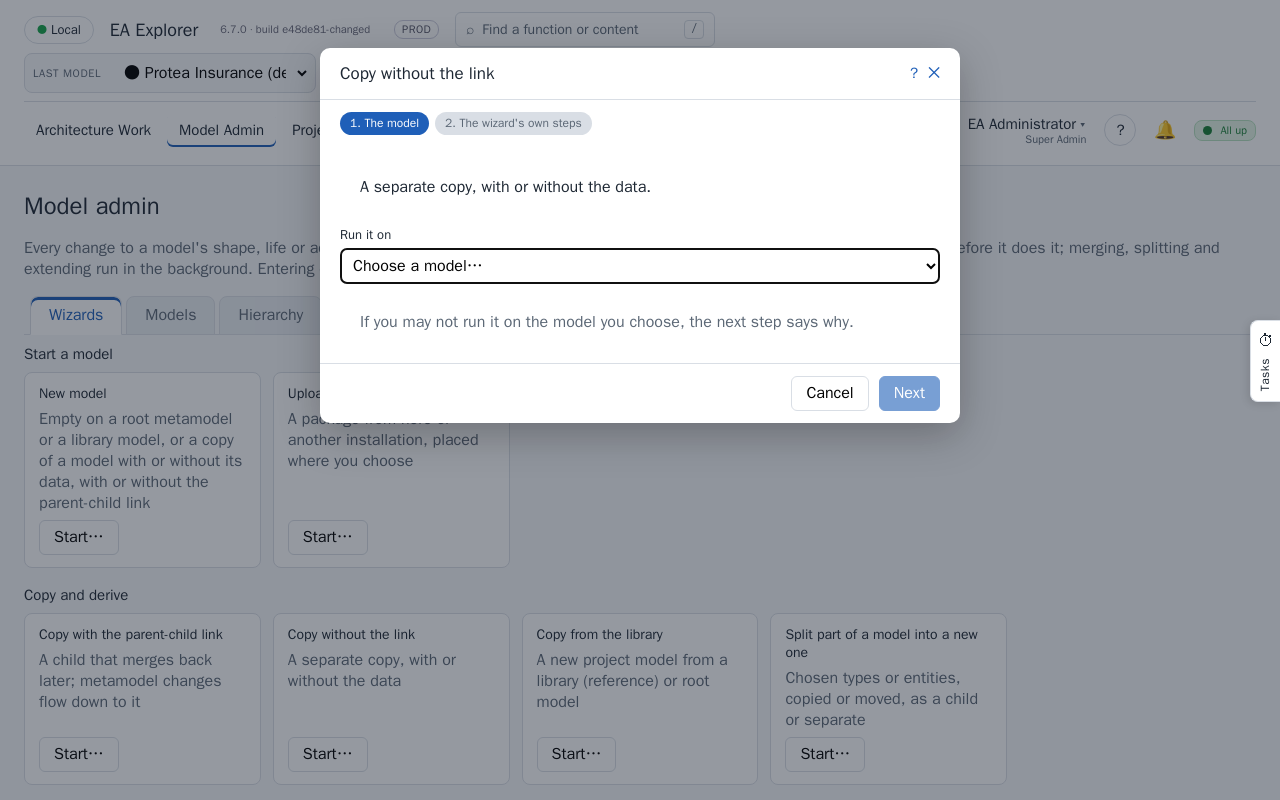 Local
EA Explorer
6.7.0 · build e48de81-changed
PROD
Find a function or content
/
LAST MODEL
Protea Insurance (de
Architecture Work
Model Admin
Proje
EA Administrator
Super Admin
?
All up
Copy without the link
?
1. The model
2. The wizard's own steps
A separate copy, with or without the data.
Run it on
Choose a model…
If you may not run it on the model you choose, the next step says why.
Cancel
Next
Model admin
Every change to a model's shape, life or a
efore it does it; merging, splitting and
extending run in the background. Entering
Wizards
Models
Hierarchy
Tasks
Start a model
New model
Empty on a root metamodel
or a library model, or a copy
of a model with or without its
data, with or without the
parent-child link
Start…
Uploa
A package from here or
another installation, placed
where you choose
Start…
Copy and derive
Copy with the parent-child link
A child that merges back
later; metamodel changes
flow down to it
Start…
Copy without the link
A separate copy, with or
without the data
Start…
Copy from the library
A new project model from a
library (reference) or root
model
Start…
Split part of a model into a new
one
Chosen types or entities,
copied or moved, as a child
or separate
Start…